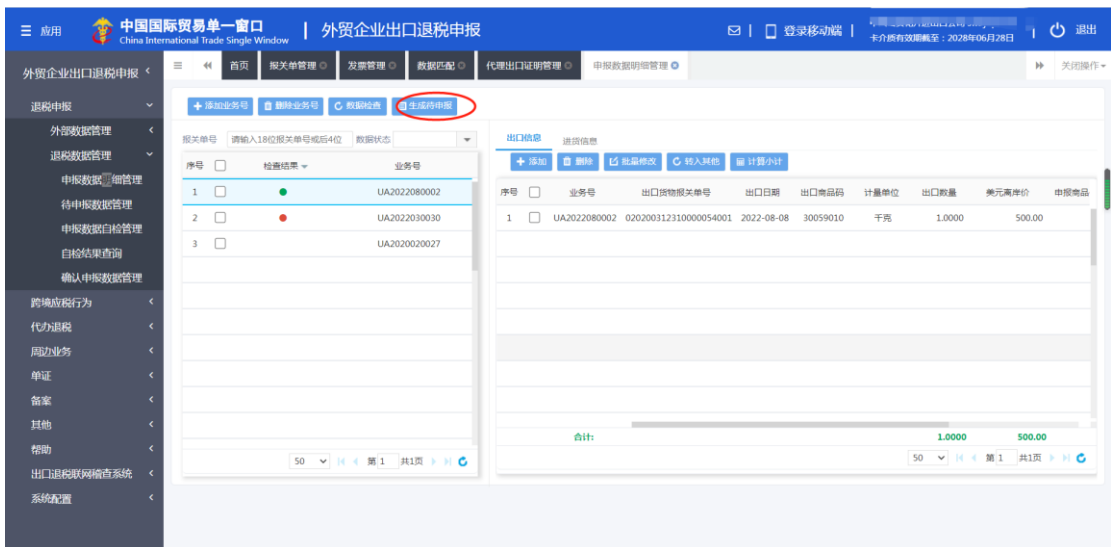 应用
中国国际贸易单一窗口
China International Trade Single Window
外贸企业出口退税申报
登录移动端
卡介质有效期截至：2028年06月28日
退出
外贸企业出口退税申报
首页 报关单管理 发票管理 数据匹配 代理出口证明管理 申报数据明细管理 关闭操作
退税申报
外部数据管理
退税数据管理
申报数据明细管理
待申报数据管理
申报数据自检管理
自检结果查询
确认申报数据管理
跨境应税行为
代办退税
周边业务
单证
备案
其他
帮助
出口退税联网稽查系统
系统配置
添加业务号 删除业务号 数据检查 生成待申报
报关单号 请输入18位报关单号或后4位 数据状态
序号 检查结果 业务号
1 UA2022080002
2 UA2022030030
3 UA2020020027
50 第 1 共1页
出口信息 进货信息
添加 删除 批量修改 转入其他 计算小计
序号 业务号 出口货物报关单号 出口日期 出口商品码 计量单位 出口数量 美元离岸价 申报商品
1 UA2022080002 020200312310000054001 2022-08-08 30059010 千克 1.0000 500.00
合计: 1.0000 500.00
50 第 1 共1页